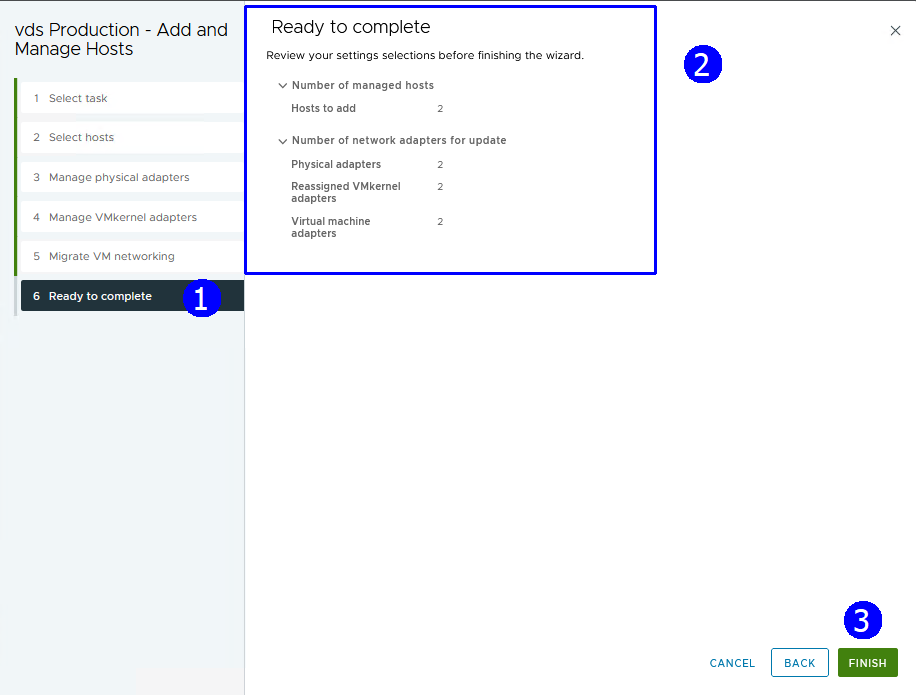 vds Production - Add and
Manage Hosts
1 Select task
2 Select hosts
3 Manage physical adapters
4 Manage VMkernel adapters
5 Migrate VM networking
6 Ready to complete
1
Ready to complete
Review your settings selections before finishing the wizard.
Number of managed hosts
Hosts to add 2
Number of network adapters for update
Physical adapters 2
Reassigned VMkernel 2
adapters
Virtual machine 2
adapters
2
3
CANCEL BACK FINISH